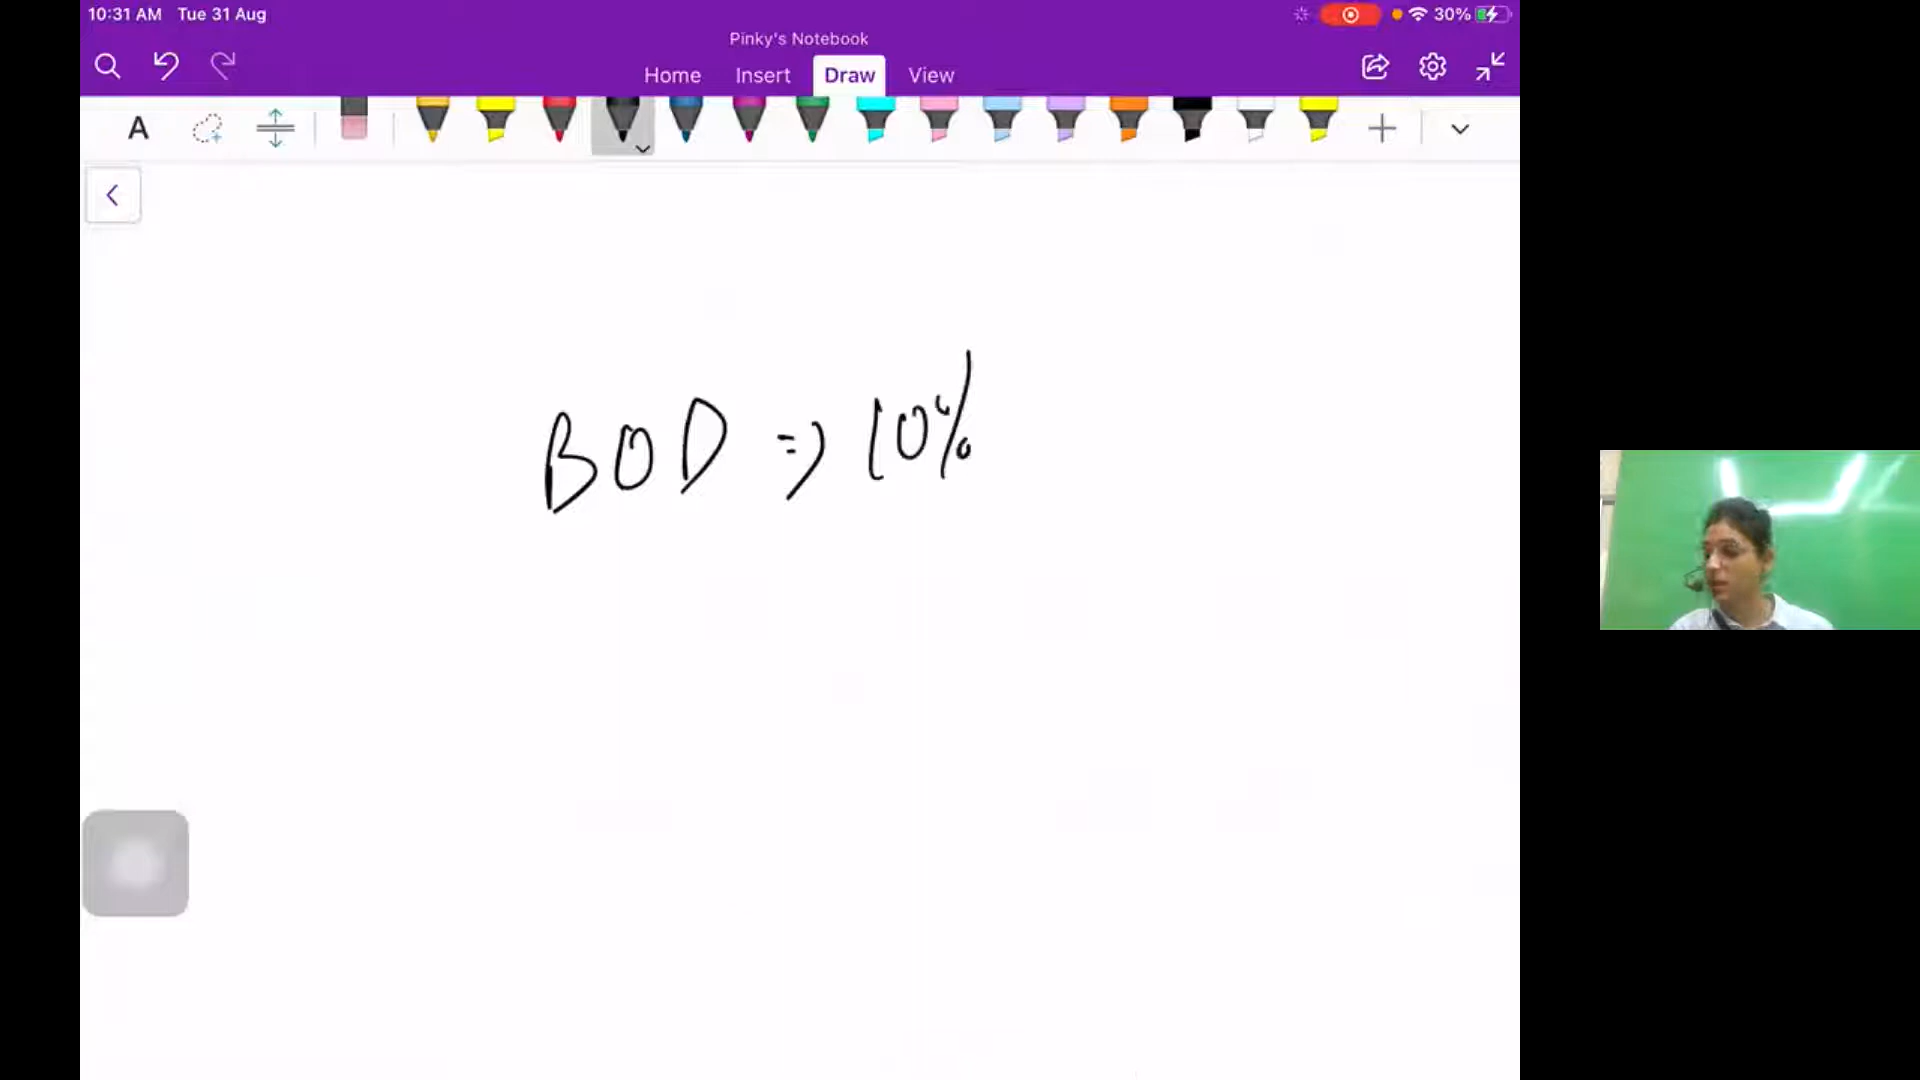 10:31 AM Tue 31 Aug
30%
Pinky's Notebook
Home Insert Draw View
A
BOD => 10%